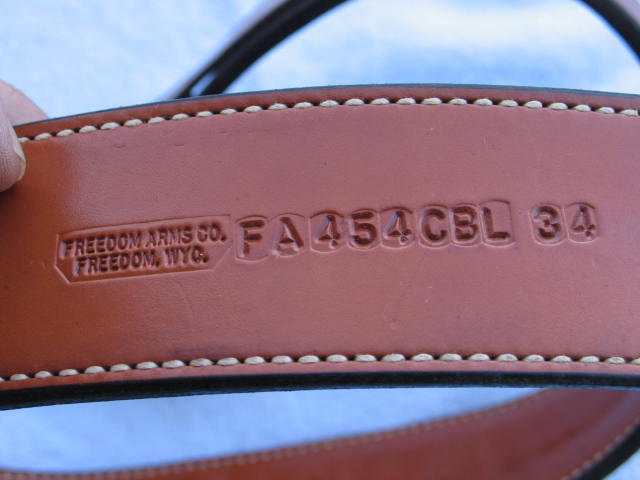 FREEDOM ARMS CO.
FREEDOM, WYO.
FA454CBL 34